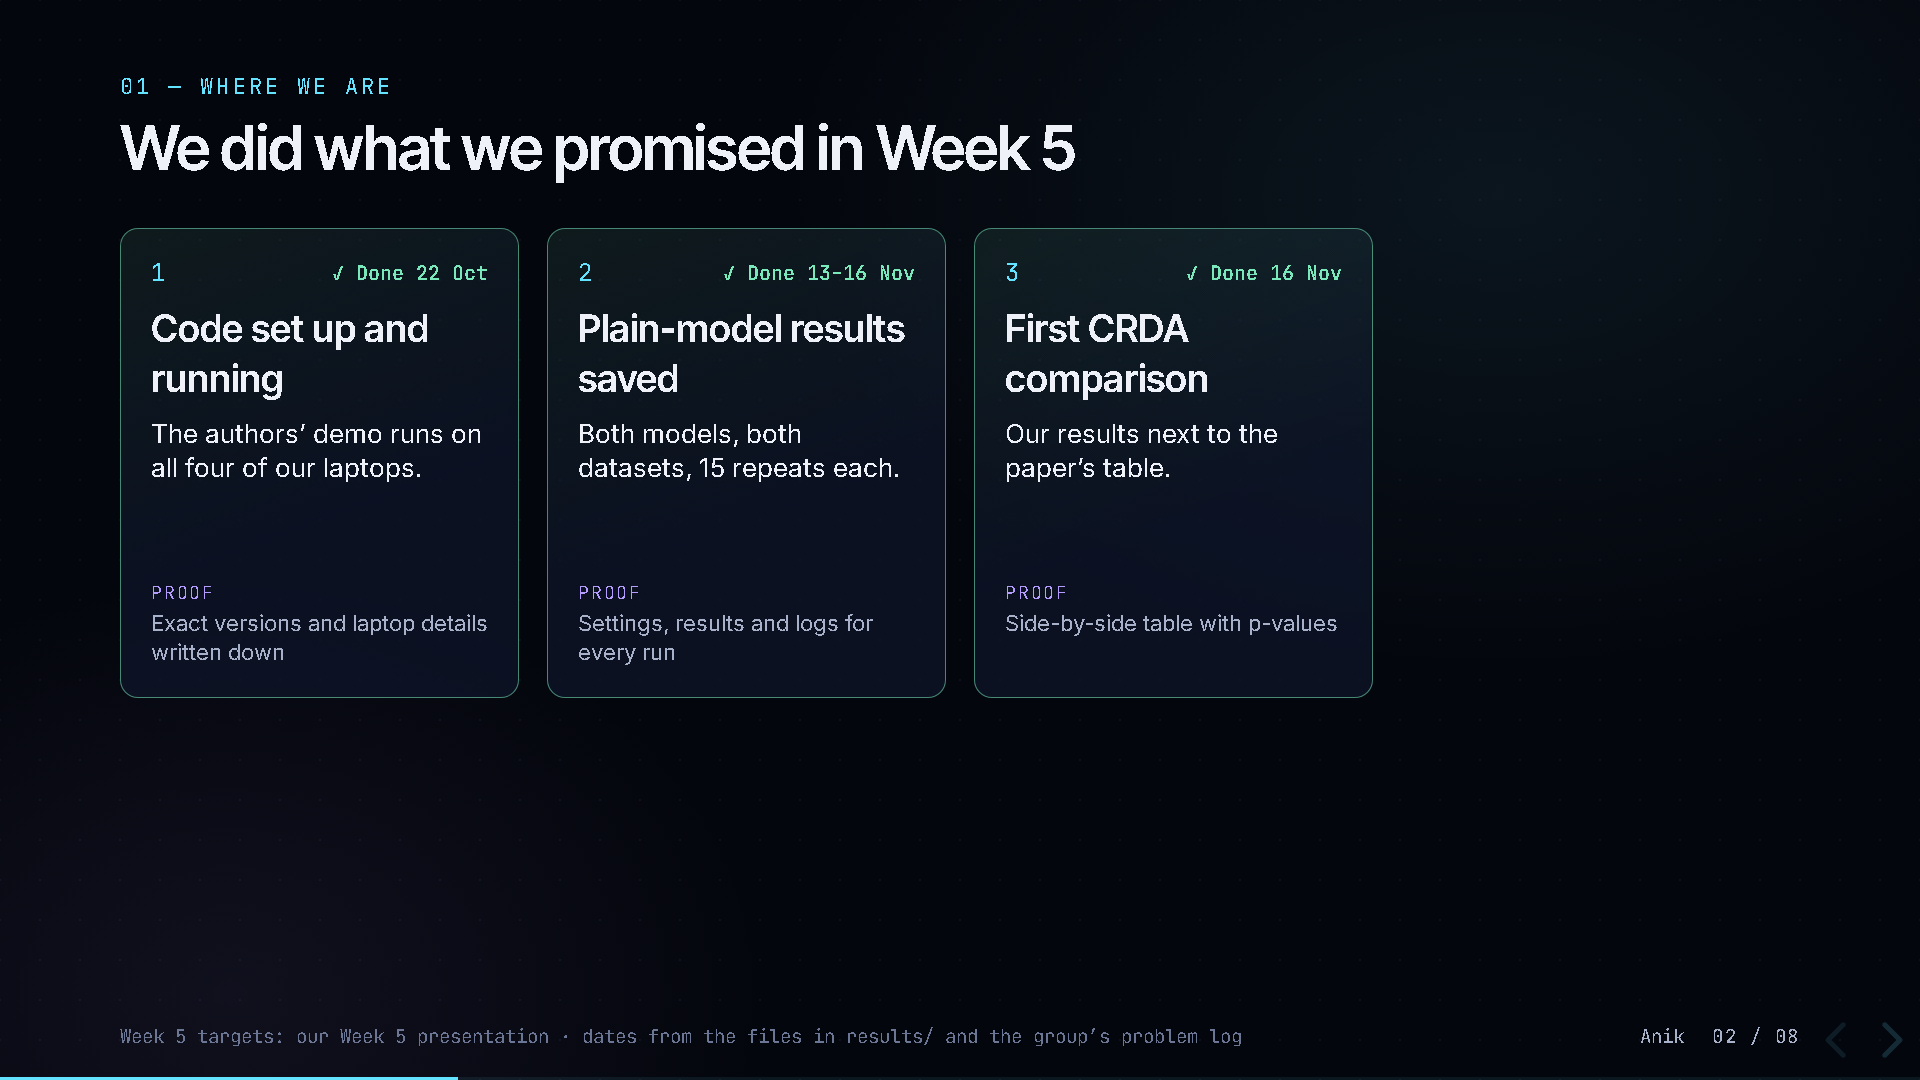 01 — WHERE WE ARE
We did what we promised in Week 5
1
✓ Done 22 Oct
Code set up and
running
The authors’ demo runs on
all four of our laptops.
PROOF
Exact versions and laptop details
written down
2
✓ Done 13–16 Nov
Plain-model results
saved
Both models, both
datasets, 15 repeats each.
PROOF
Settings, results and logs for
every run
3
✓ Done 16 Nov
First CRDA
comparison
Our results next to the
paper’s table.
PROOF
Side-by-side table with p-values
Week 5 targets: our Week 5 presentation · dates from the files in results/ and the group’s problem log
Anik 02 / 08